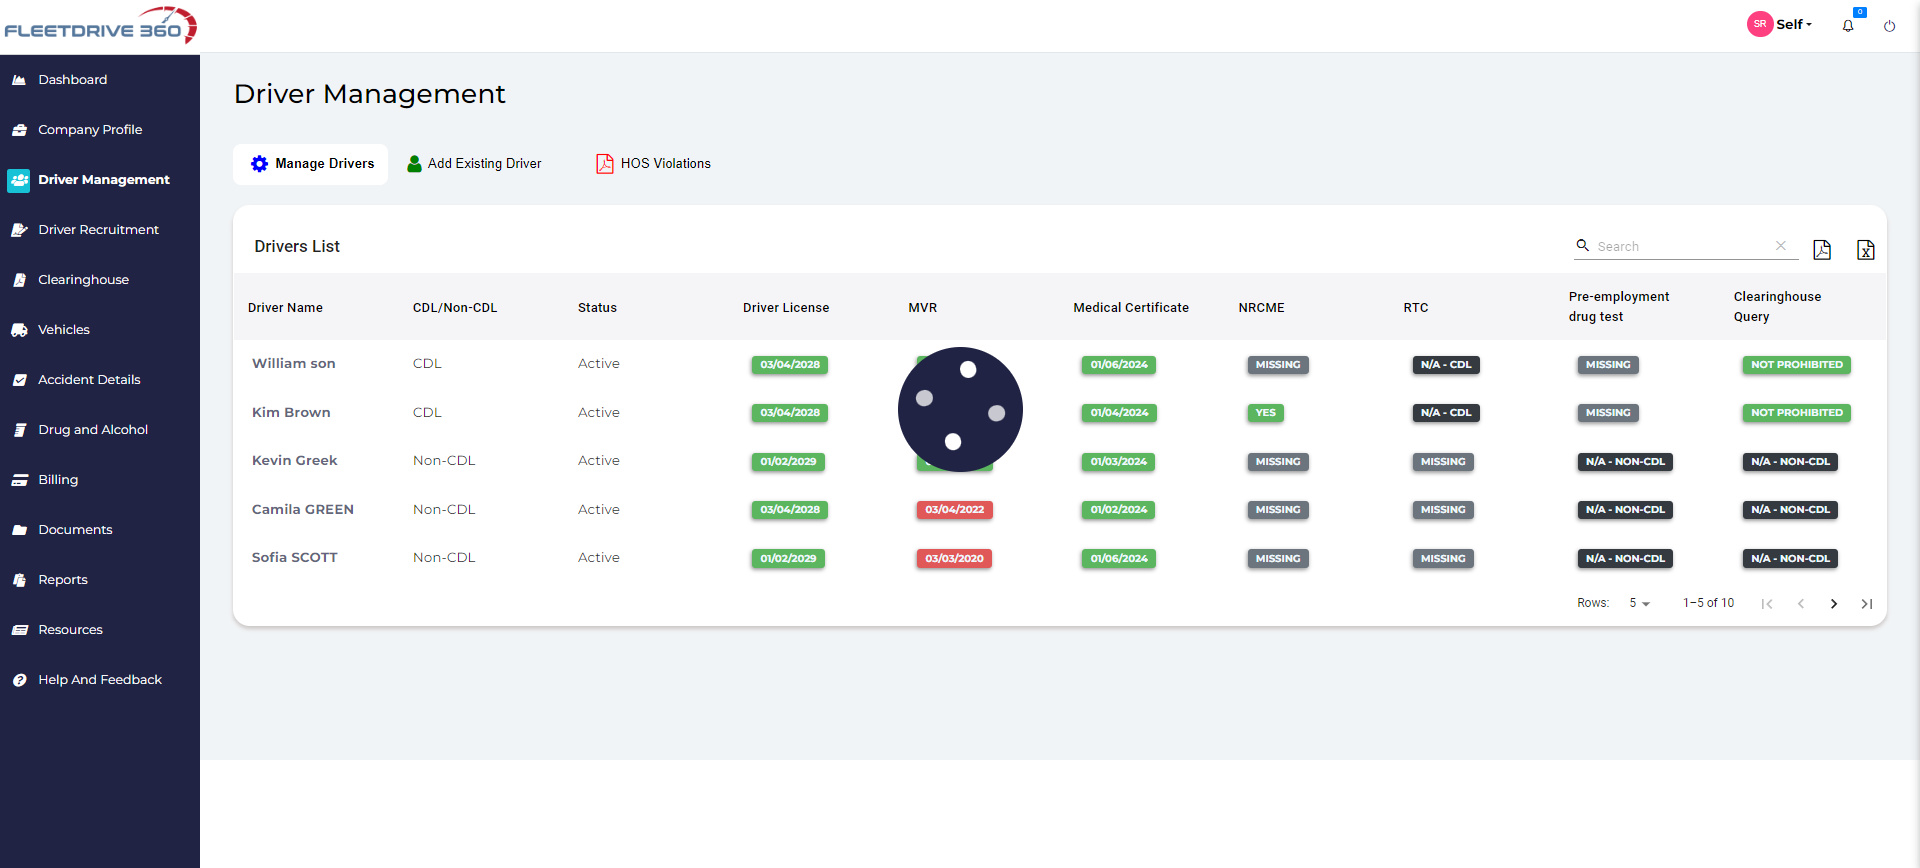 FLEETDRIVE 360
SR Self
0
Dashboard
Company Profile
Driver Management
Driver Recruitment
Clearinghouse
Vehicles
Accident Details
Drug and Alcohol
Billing
Documents
Reports
Resources
Help And Feedback
Driver Management
Manage Drivers Add Existing Driver HOS Violations
Drivers List
Search
Driver Name CDL/Non-CDL Status Driver License MVR Medical Certificate NRCME RTC Pre-employment drug test Clearinghouse Query
William son CDL Active 03/04/2028 01/06/2024 MISSING N/A - CDL MISSING NOT PROHIBITED
Kim Brown CDL Active 03/04/2028 01/04/2024 YES N/A - CDL MISSING NOT PROHIBITED
Kevin Greek Non-CDL Active 01/02/2029 01/03/2024 MISSING MISSING N/A - NON-CDL N/A - NON-CDL
Camila GREEN Non-CDL Active 03/04/2028 03/04/2022 01/02/2024 MISSING MISSING N/A - NON-CDL N/A - NON-CDL
Sofia SCOTT Non-CDL Active 01/02/2029 03/03/2020 01/06/2024 MISSING MISSING N/A - NON-CDL N/A - NON-CDL
Rows: 5 1–5 of 10